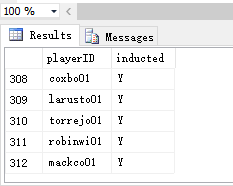 100 %
Results Messages
playerID inducted
308 coxbo01 Y
309 larusto01 Y
310 torrejo01 Y
311 robinwi01 Y
312 mackco01 Y